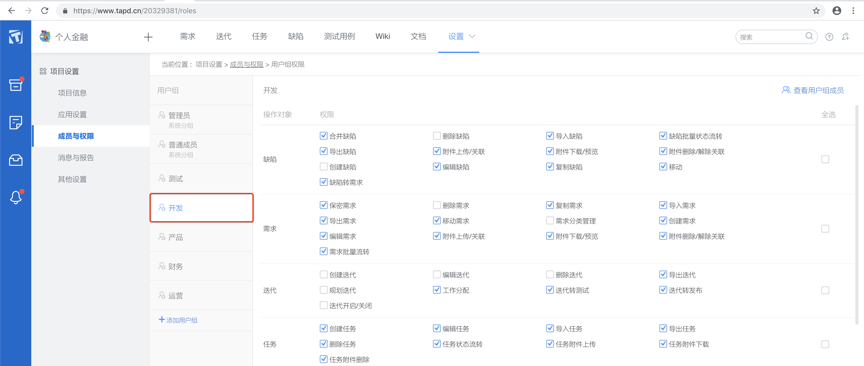 https://www.tapd.cn/20329381/roles
个人金融 需求 迭代 任务 缺陷 测试用例 Wiki 文档 设置 搜索
项目设置
项目信息
应用设置
成员与权限
消息与报告
其他设置
当前位置：项目设置 > 成员与权限 > 用户组权限
用户组
管理员
系统分组
普通成员
系统分组
测试
开发
产品
财务
运营
添加用户组
开发 查看用户组成员
操作对象 权限 全选
缺陷
合并缺陷 删除缺陷 导入缺陷 缺陷批量状态流转
导出缺陷 附件上传/关联 附件下载/预览 附件删除/解除关联
创建缺陷 编辑缺陷 复制缺陷 移动
缺陷转需求
需求
保密需求 删除需求 复制需求 导入需求
导出需求 移动需求 需求分类管理 创建需求
编辑需求 附件上传/关联 附件下载/预览 附件删除/解除关联
需求批量流转
迭代
创建迭代 编辑迭代 删除迭代 导出迭代
规划迭代 工作分配 迭代转测试 迭代转发布
迭代开启/关闭
任务
创建任务 编辑任务 导入任务 导出任务
删除任务 任务状态流转 任务附件上传 任务附件下载
任务附件删除